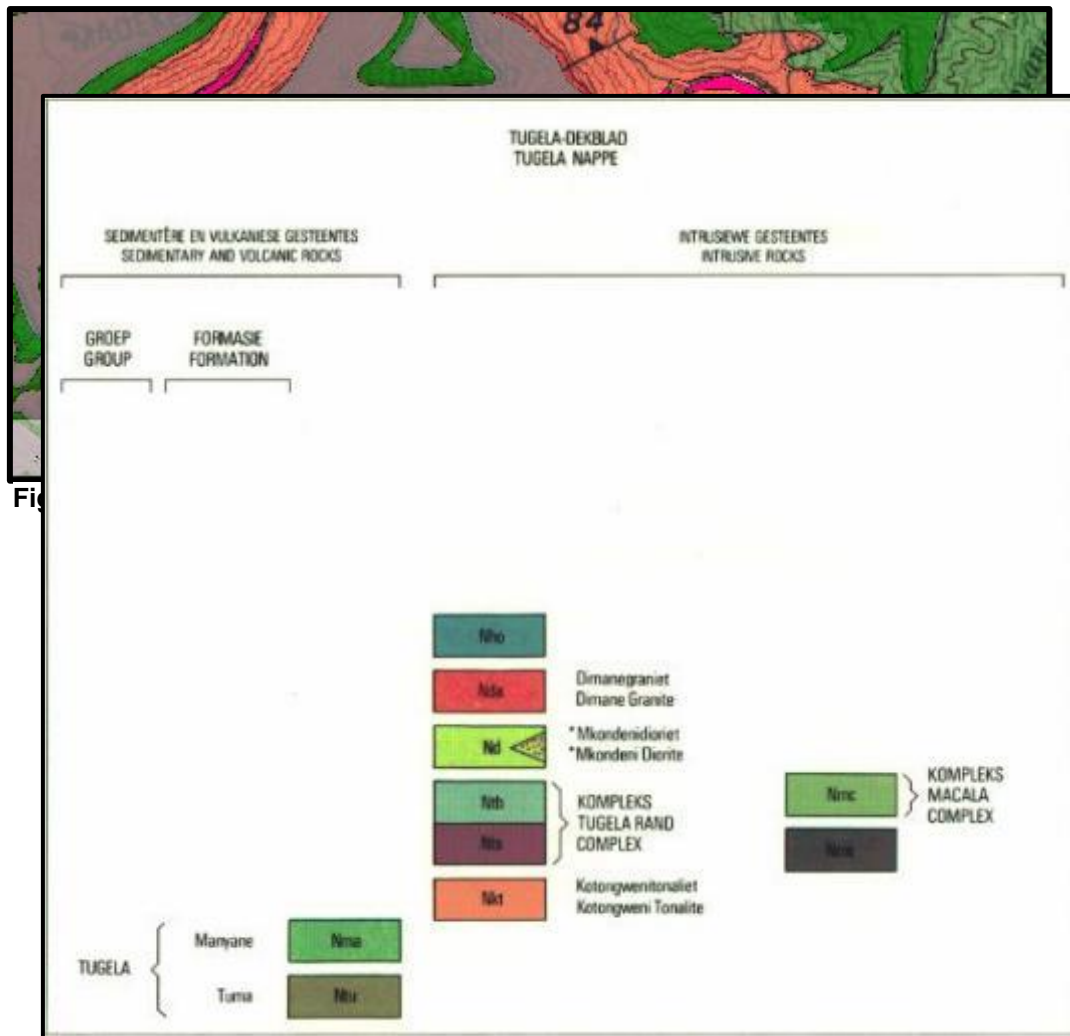 84
Fig
TUGELA-DEKBLAD
TUGELA NAPPE
SEDIMENTÊRE EN VULKANIESE GESTEENTES
SEDIMENTARY AND VOLCANIC ROCKS
INTRUSIEWE GESTEENTES
INTRUSIVE ROCKS
GROEP
GROUP
FORMASIE
FORMATION
Nho
Nda
Dimanegraniet
Dimane Granite
Nd
*Mkondenidioriet
*Mkondeni Diorite
Ntb
KOMPLEKS
TUGELA RAND
COMPLEX
Nmc
KOMPLEKS
MACALA
COMPLEX
Nkt
Kotongwenitonaliet
Kotongweni Tonalite
TUGELA
Manyane
Nma
Tuma
Ntu